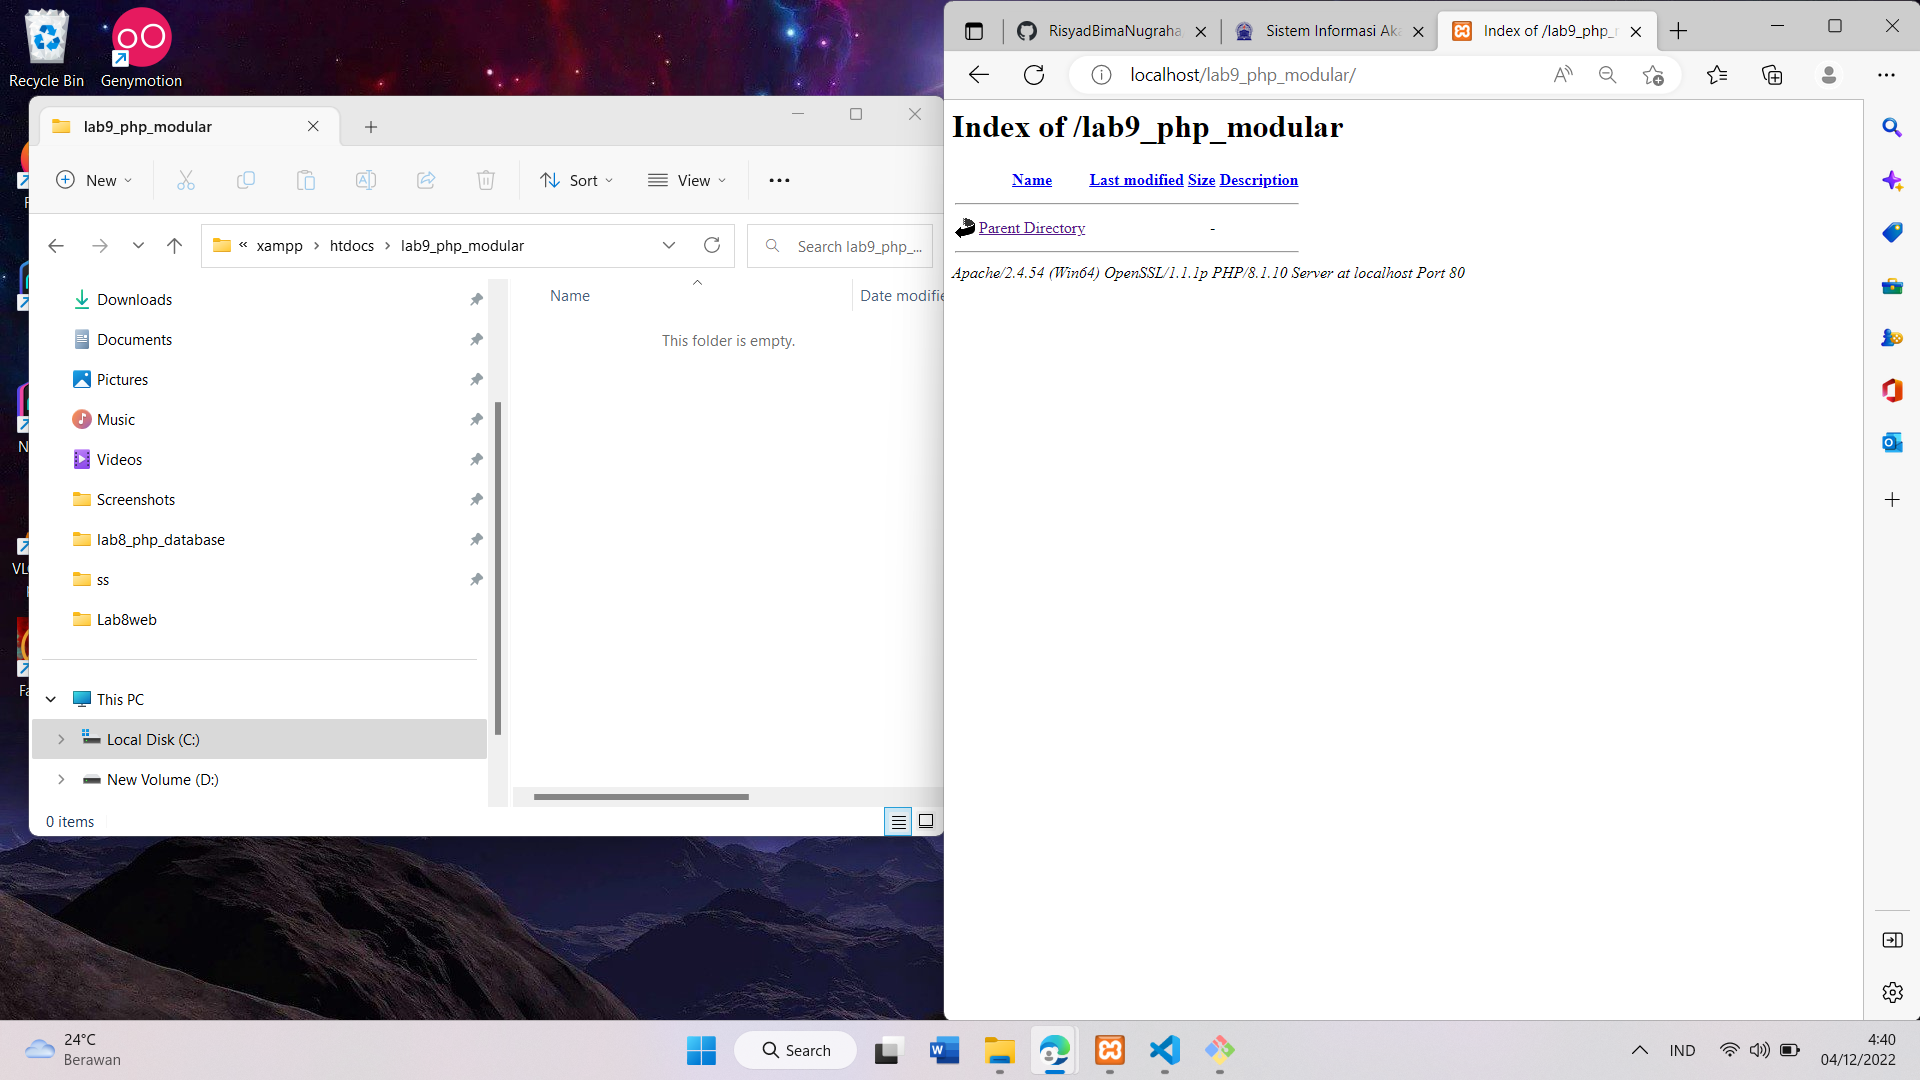 Recycle Bin
Genymotion
lab9_php_modular
New
Sort
View
xampp
htdocs
lab9_php_modular
Search lab9_php_...
Downloads
Documents
Pictures
Music
Videos
Screenshots
lab8_php_database
ss
Lab8web
This PC
Local Disk (C:)
New Volume (D:)
0 items
Name
Date modifie
This folder is empty.
RisyadBimaNugraha
Sistem Informasi Aka
Index of /lab9_php_m
localhost/lab9_php_modular/
Index of /lab9_php_modular
Name Last modified Size Description
Parent Directory -
Apache/2.4.54 (Win64) OpenSSL/1.1.1p PHP/8.1.10 Server at localhost Port 80
24°C
Berawan
Search
IND
4:40
04/12/2022